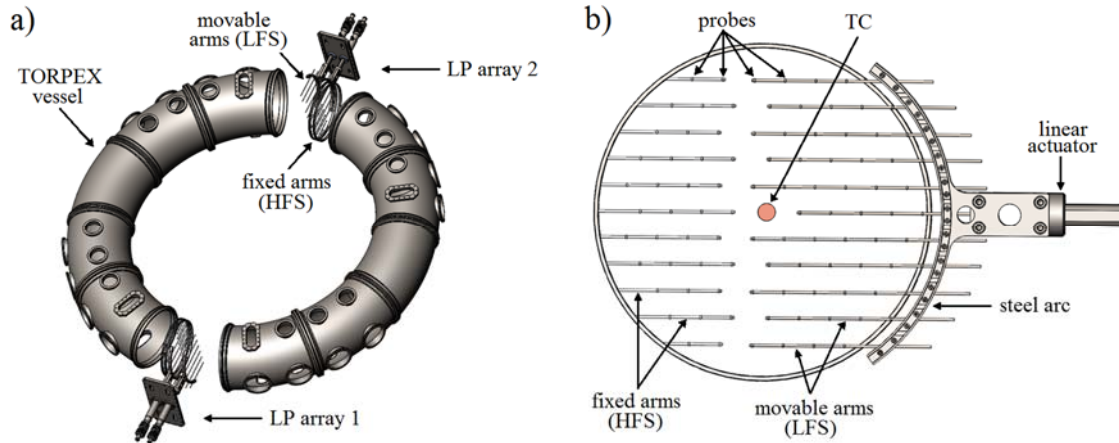 a)
movable
arms (LFS)
LP array 2
TORPEX
vessel
fixed arms
(HFS)
LP array 1
b)
probes
TC
linear
actuator
steel arc
fixed arms
(HFS)
movable arms
(LFS)